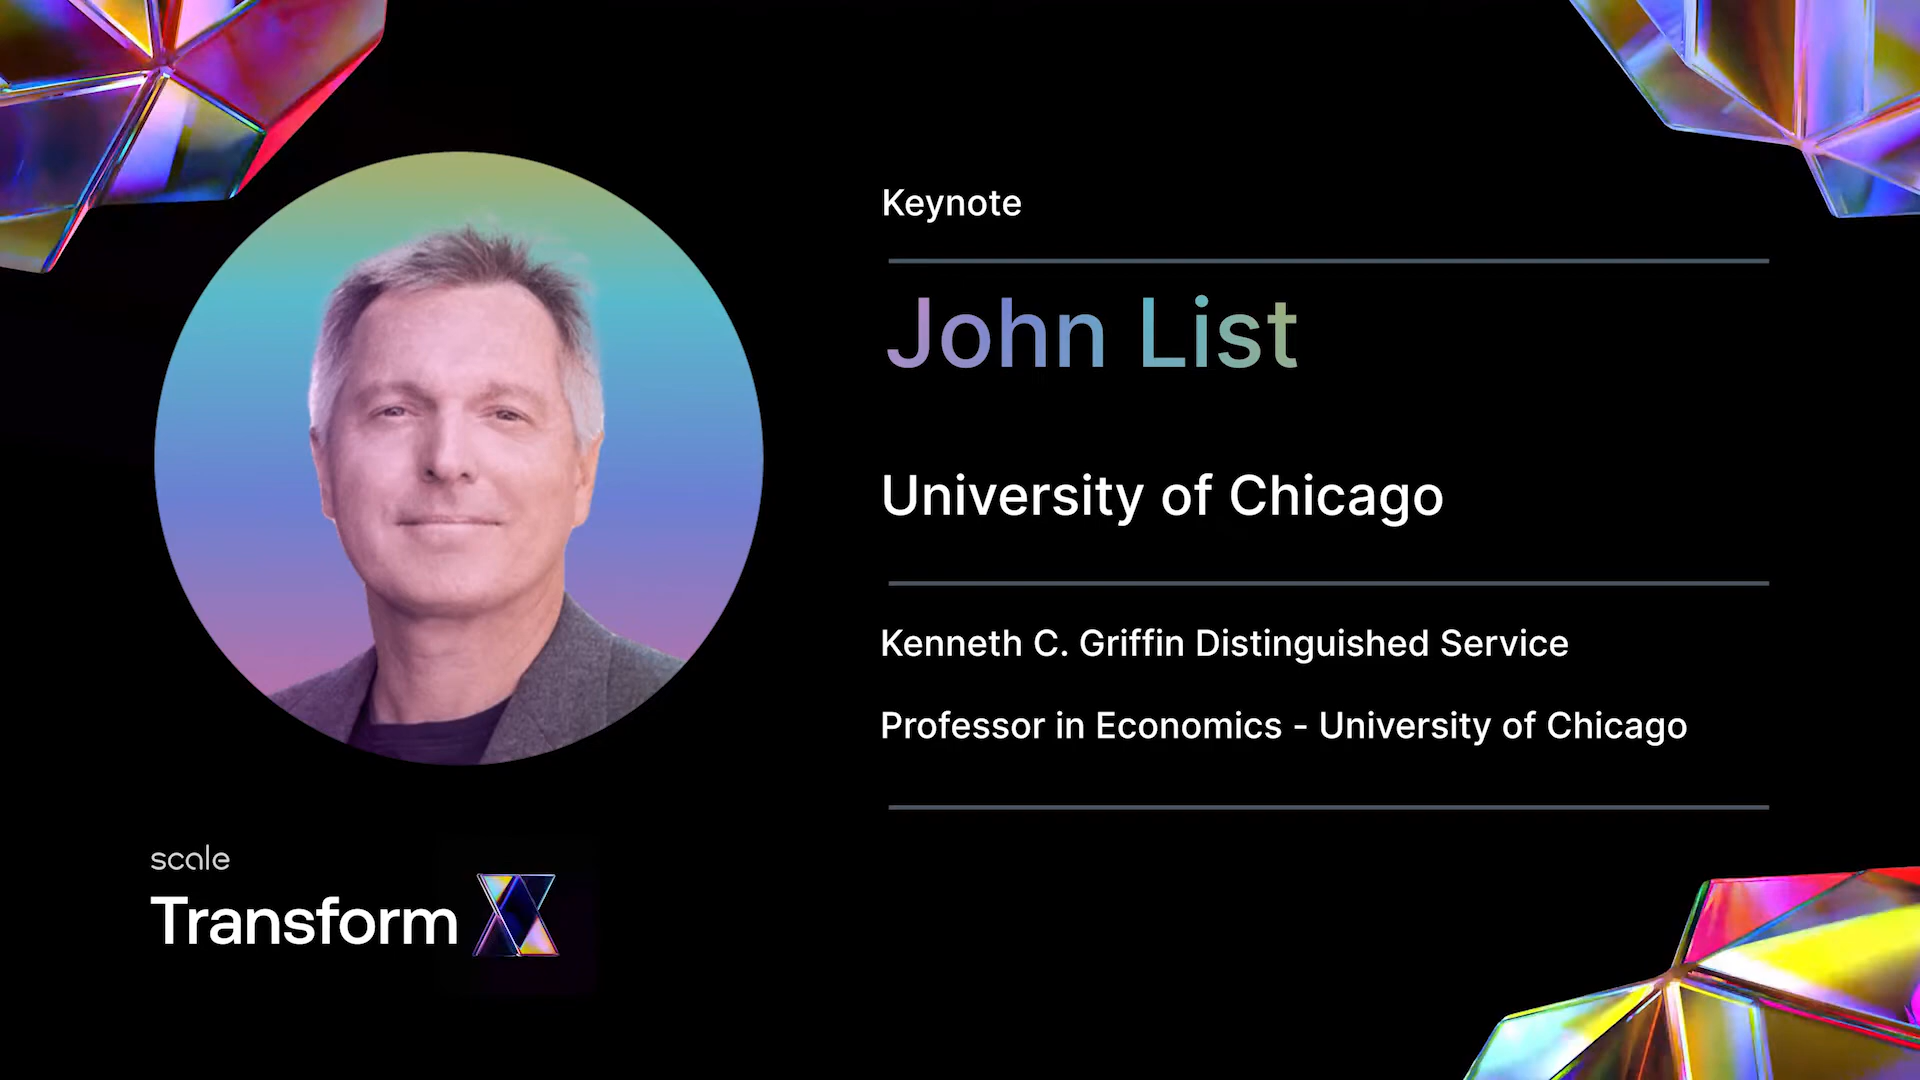 Keynote
John List
University of Chicago
Kenneth C. Griffin Distinguished Service
Professor in Economics - University of Chicago
scale
Transform X